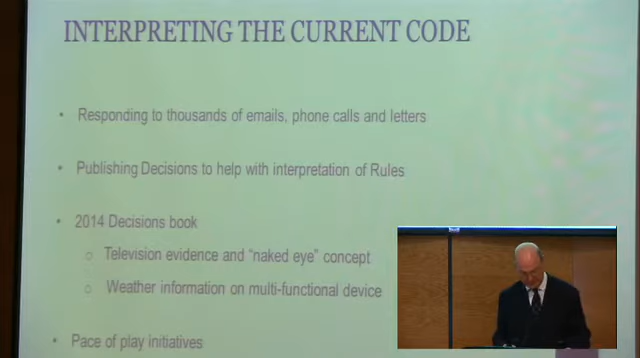 INTERPRETING THE CURRENT CODE
• Responding to thousands of emails, phone calls and letters
• Publishing Decisions to help with interpretation of Rules
• 2014 Decisions book
○ Television evidence and "naked eye" concept
○ Weather information on multi-functional device
• Pace of play initiatives